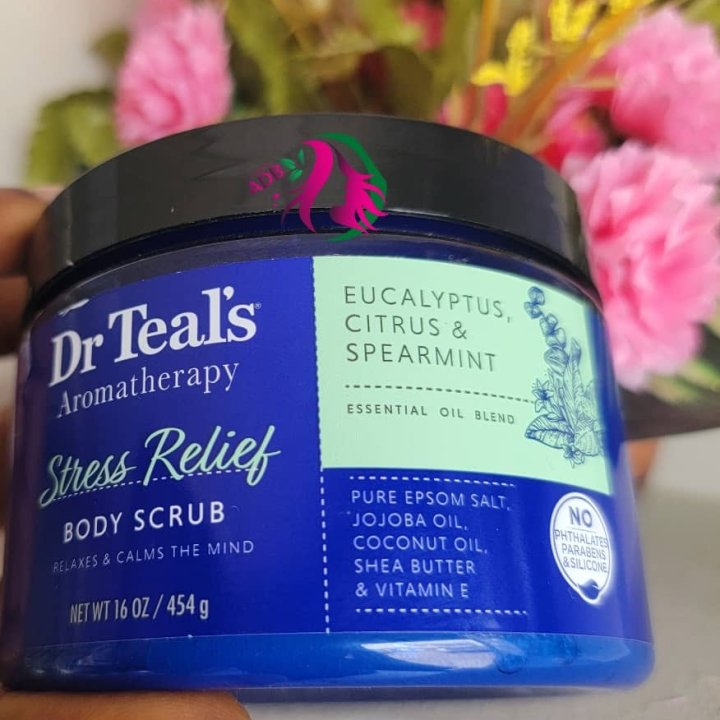 ADB
Dr Teal's®
Aromatherapy
Stress Relief
BODY SCRUB
RELAXES & CALMS THE MIND
NET WT 16 OZ / 454 g
EUCALYPTUS,
CITRUS &
SPEARMINT
ESSENTIAL OIL BLEND
PURE EPSOM SALT,
JOJOBA OIL,
COCONUT OIL,
SHEA BUTTER
& VITAMIN E
NO
PHTHALATES
PARABENS
& SILICONE